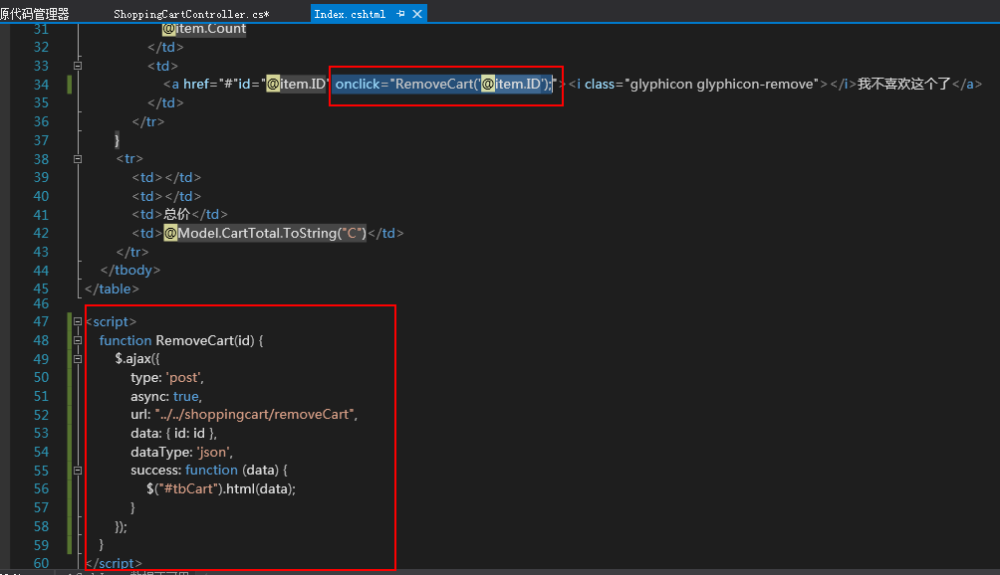 源代码管理器 ShoppingCartController.cs* Index.cshtml
31 @item.Count
32 </td>
33 <td>
34 <a href="#"id="@item.ID" onclick="RemoveCart('@item.ID');"><i class="glyphicon glyphicon-remove"></i>我不喜欢这个了</a>
35 </td>
36 </tr>
37 }
38 <tr>
39 <td></td>
40 <td></td>
41 <td>总价</td>
42 <td>@Model.CartTotal.ToString("C")</td>
43 </tr>
44 </tbody>
45 </table>
46
47 <script>
48 function RemoveCart(id) {
49 $.ajax({
50 type: 'post',
51 async: true,
52 url: "../../shoppingcart/removeCart",
53 data: { id: id },
54 dataType: 'json',
55 success: function (data) {
56 $("#tbCart").html(data);
57 }
58 });
59 }
60 </script>